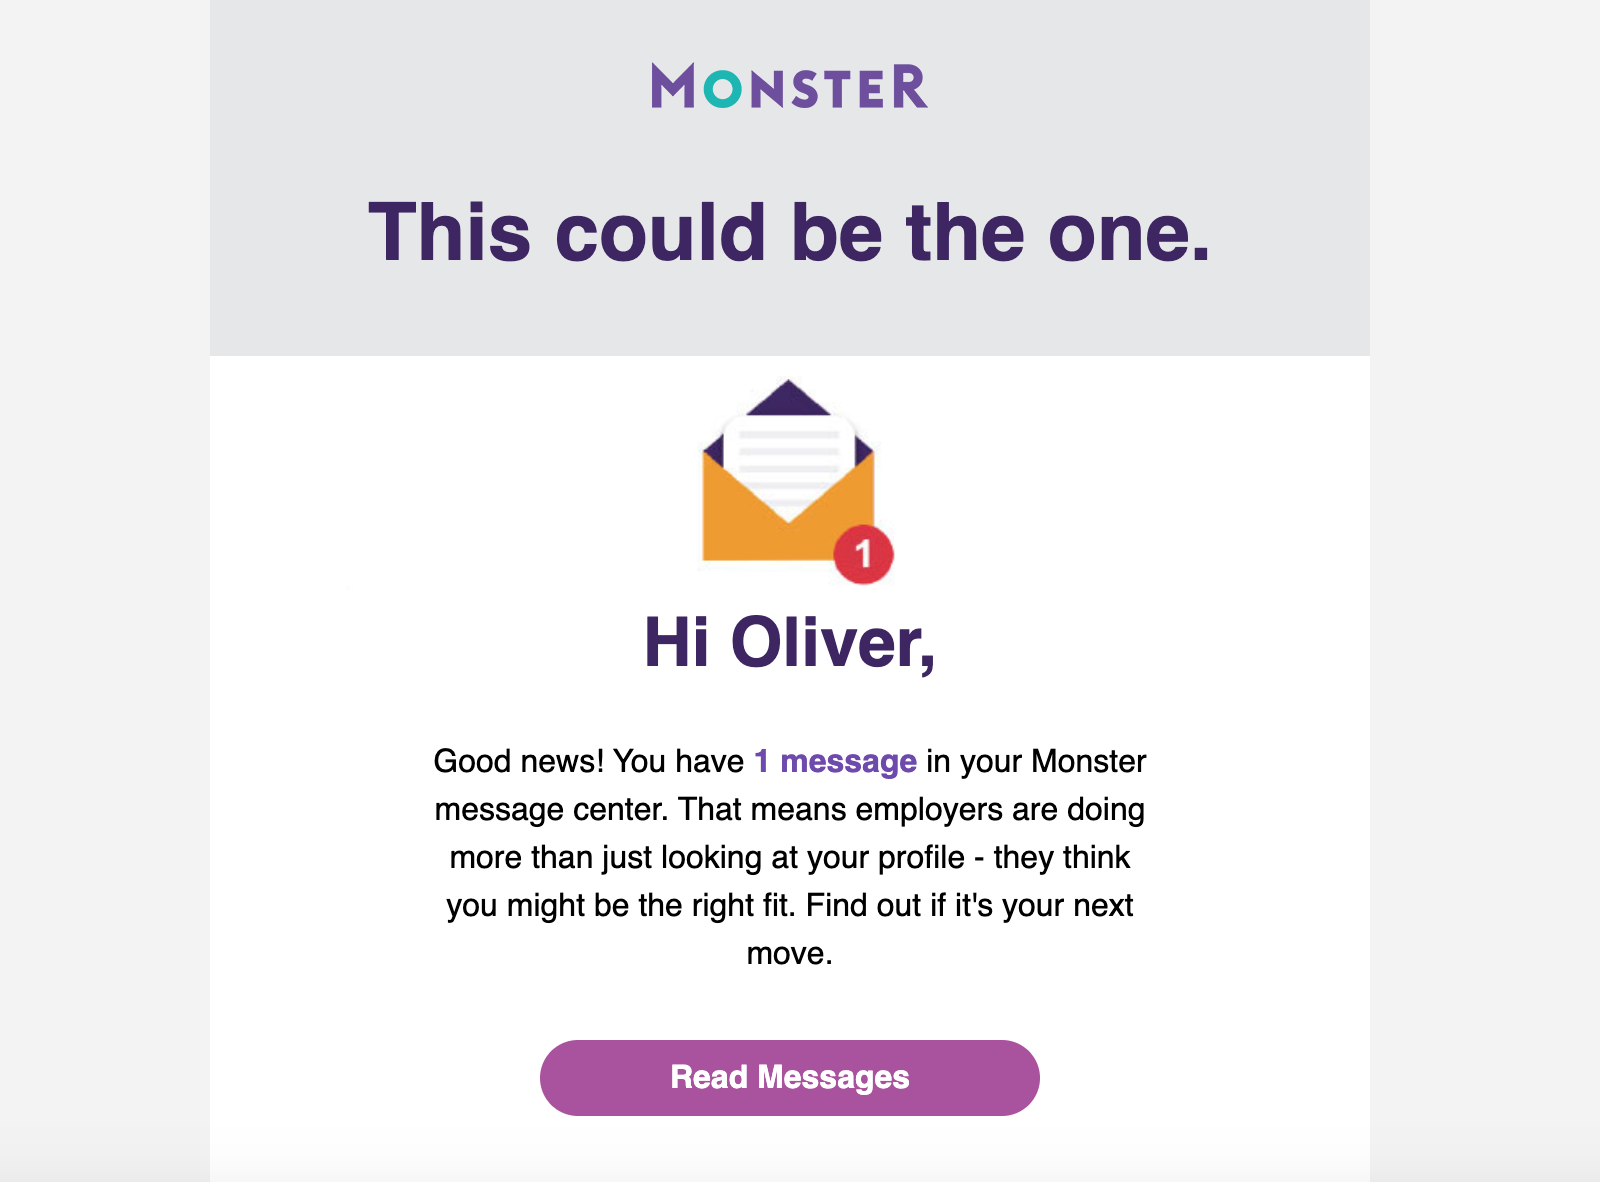 MONSTER
This could be the one.
1
Hi Oliver,
Good news! You have 1 message in your Monster
message center. That means employers are doing
more than just looking at your profile - they think
you might be the right fit. Find out if it's your next
move.
Read Messages